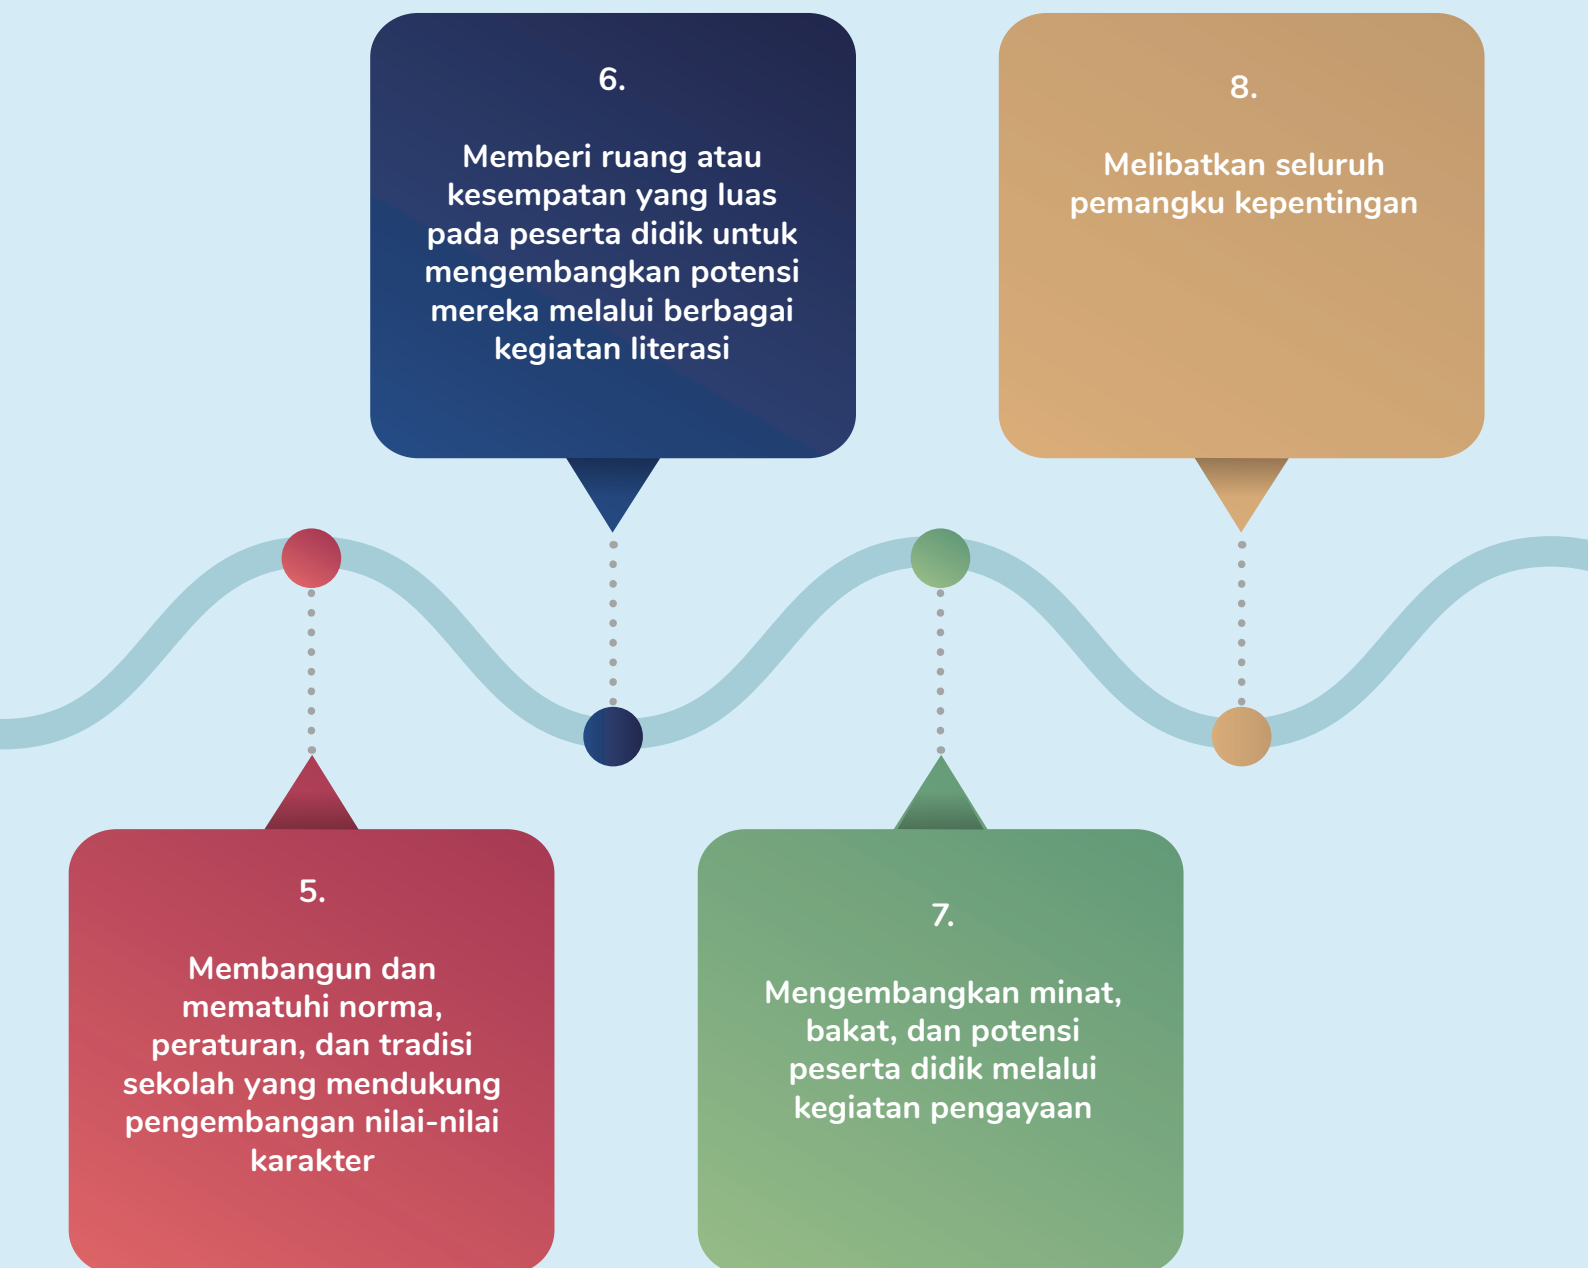 5.
Membangun dan
mematuhi norma,
peraturan, dan tradisi
sekolah yang mendukung
pengembangan nilai-nilai
karakter
6.
Memberi ruang atau
kesempatan yang luas
pada peserta didik untuk
mengembangkan potensi
mereka melalui berbagai
kegiatan literasi
7.
Mengembangkan minat,
bakat, dan potensi
peserta didik melalui
kegiatan pengayaan
8.
Melibatkan seluruh
pemangku kepentingan